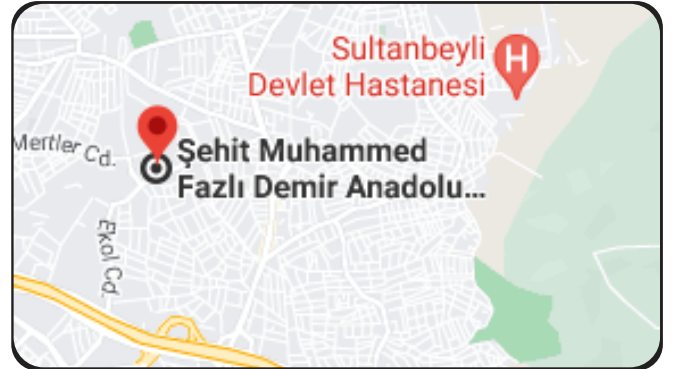 Sultanbeyli
Devlet Hastanesi
H
Mertler Cd.
Şehit Muhammed
Fazlı Demir Anadolu...
Ekol Cd.